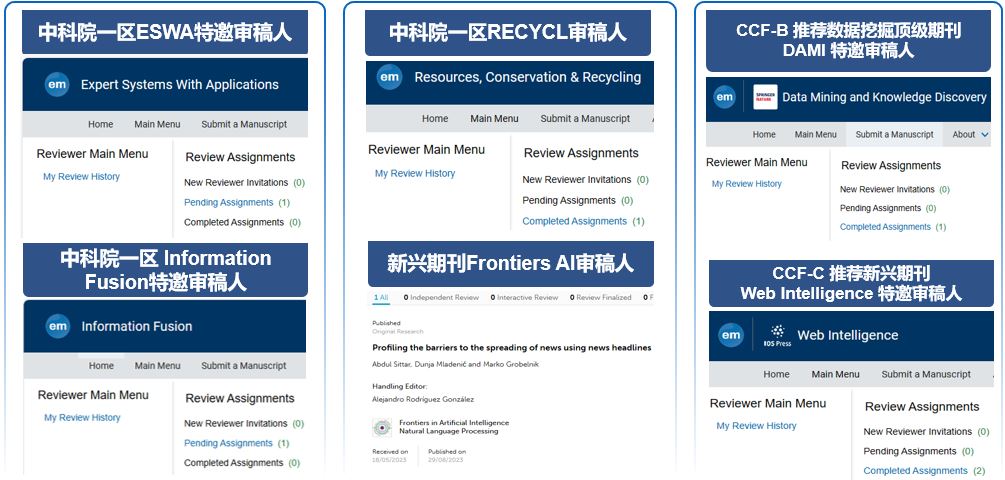 中科院一区ESWA特邀审稿人
em
Expert Systems With Applications
Home Main Menu Submit a Manuscript
Reviewer Main Menu
My Review History
Review Assignments
New Reviewer Invitations (0)
Pending Assignments (1)
Completed Assignments (0)
中科院一区 Information
Fusion特邀审稿人
em
Information Fusion
Home Main Menu Submit a Manuscript
Reviewer Main Menu
My Review History
Review Assignments
New Reviewer Invitations (0)
Pending Assignments (1)
Completed Assignments (0)
中科院一区RECYCL审稿人
em
Resources, Conservation & Recycling
Home Main Menu Submit a Manuscript
Reviewer Main Menu
My Review History
Review Assignments
New Reviewer Invitations (0)
Pending Assignments (0)
Completed Assignments (1)
新兴期刊Frontiers AI审稿人
1 All 0 Independent Review 0 Interactive Review 0 Review Finalized 0 F
Published
Original Research
Profiling the barriers to the spreading of news using news headlines
Abdul Sittar, Dunja Mladenić and Marko Grobelnik
Handling Editor:
Alejandro Rodríguez González
Frontiers in Artificial Intelligence
Natural Language Processing
Received on Published on
18/05/2023 29/08/2023
CCF-B 推荐数据挖掘顶级期刊
DAMI 特邀审稿人
em
SPRINGER NATURE
Data Mining and Knowledge Discovery
Home Main Menu Submit a Manuscript About
Reviewer Main Menu
My Review History
Review Assignments
New Reviewer Invitations (0)
Pending Assignments (0)
Completed Assignments (1)
CCF-C 推荐新兴期刊
Web Intelligence 特邀审稿人
em
IOS Press
Web Intelligence
Home Main Menu Submit a Manuscript
Reviewer Main Menu
My Review History
Review Assignments
New Reviewer Invitations (0)
Pending Assignments (0)
Completed Assignments (2)